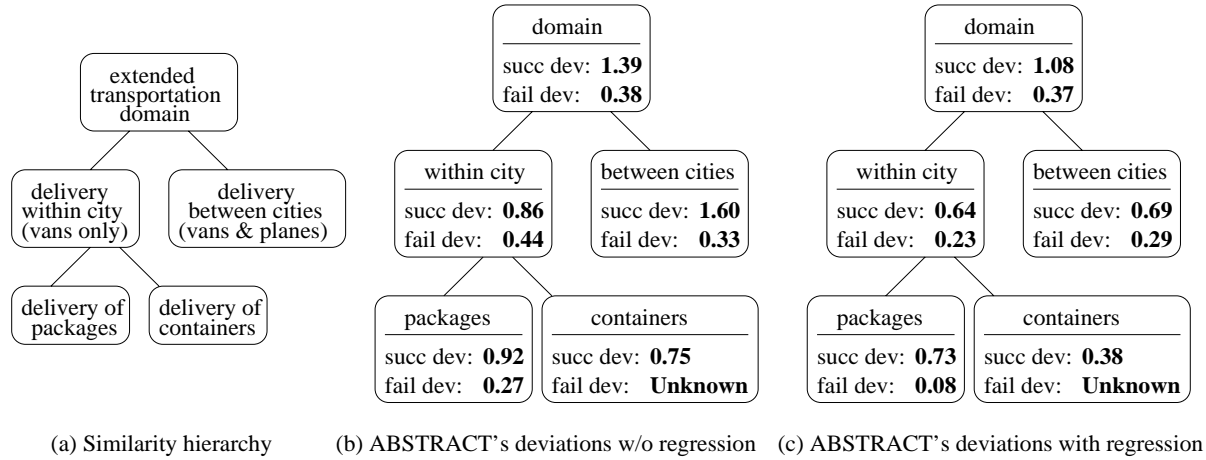 extended
transportation
domain
delivery
within city
(vans only)
delivery
between cities
(vans & planes)
delivery of
packages
delivery of
containers
(a) Similarity hierarchy
domain
succ dev: 1.39
fail dev: 0.38
within city
succ dev: 0.86
fail dev: 0.44
between cities
succ dev: 1.60
fail dev: 0.33
packages
succ dev: 0.92
fail dev: 0.27
containers
succ dev: 0.75
fail dev: Unknown
(b) ABSTRACT's deviations w/o regression
domain
succ dev: 1.08
fail dev: 0.37
within city
succ dev: 0.64
fail dev: 0.23
between cities
succ dev: 0.69
fail dev: 0.29
packages
succ dev: 0.73
fail dev: 0.08
containers
succ dev: 0.38
fail dev: Unknown
(c) ABSTRACT's deviations with regression